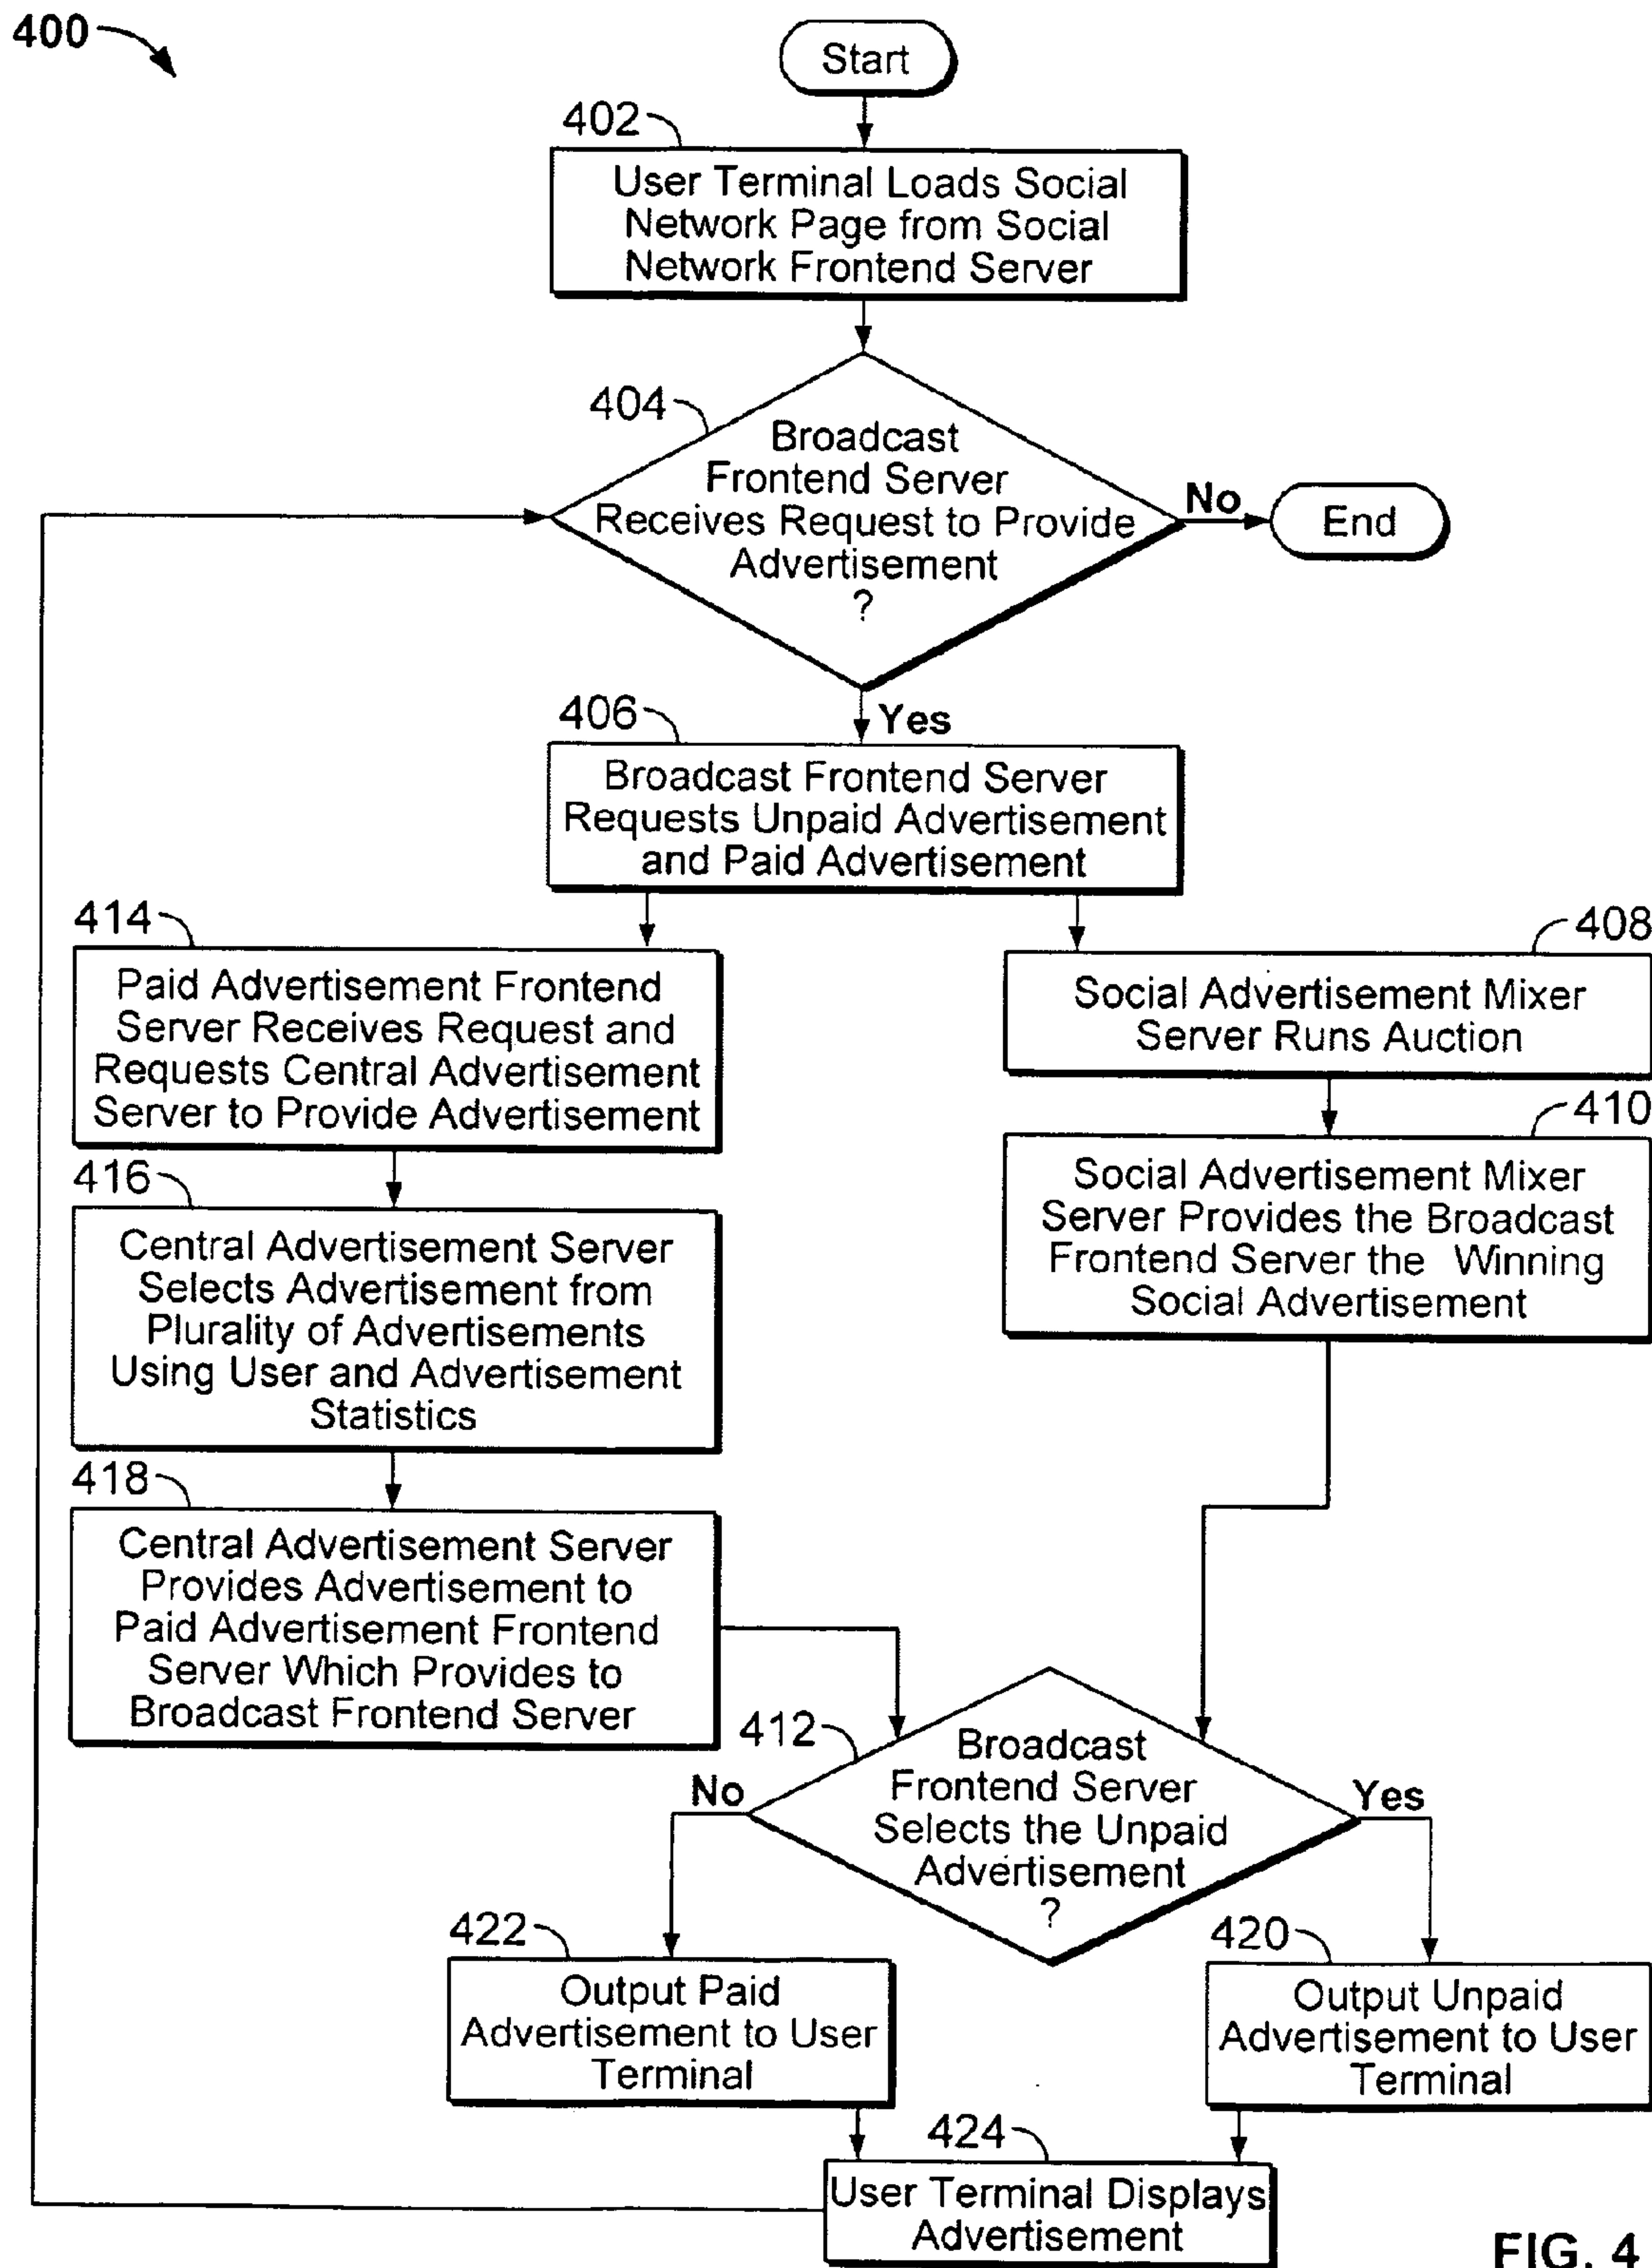 400
Start
402
User Terminal Loads Social
Network Page from Social
Network Frontend Server
404
Broadcast
Frontend Server
Receives Request to Provide
Advertisement
?
No
End
Yes
406
Broadcast Frontend Server
Requests Unpaid Advertisement
and Paid Advertisement
414
Paid Advertisement Frontend
Server Receives Request and
Requests Central Advertisement
Server to Provide Advertisement
408
Social Advertisement Mixer
Server Runs Auction
410
Social Advertisement Mixer
Server Provides the Broadcast
Frontend Server the Winning
Social Advertisement
416
Central Advertisement Server
Selects Advertisement from
Plurality of Advertisements
Using User and Advertisement
Statistics
418
Central Advertisement Server
Provides Advertisement to
Paid Advertisement Frontend
Server Which Provides to
Broadcast Frontend Server
412
Broadcast
Frontend Server
Selects the Unpaid
Advertisement
?
No
Yes
422
Output Paid
Advertisement to User
Terminal
420
Output Unpaid
Advertisement to User
Terminal
424
User Terminal Displays
Advertisement
FIG. 4